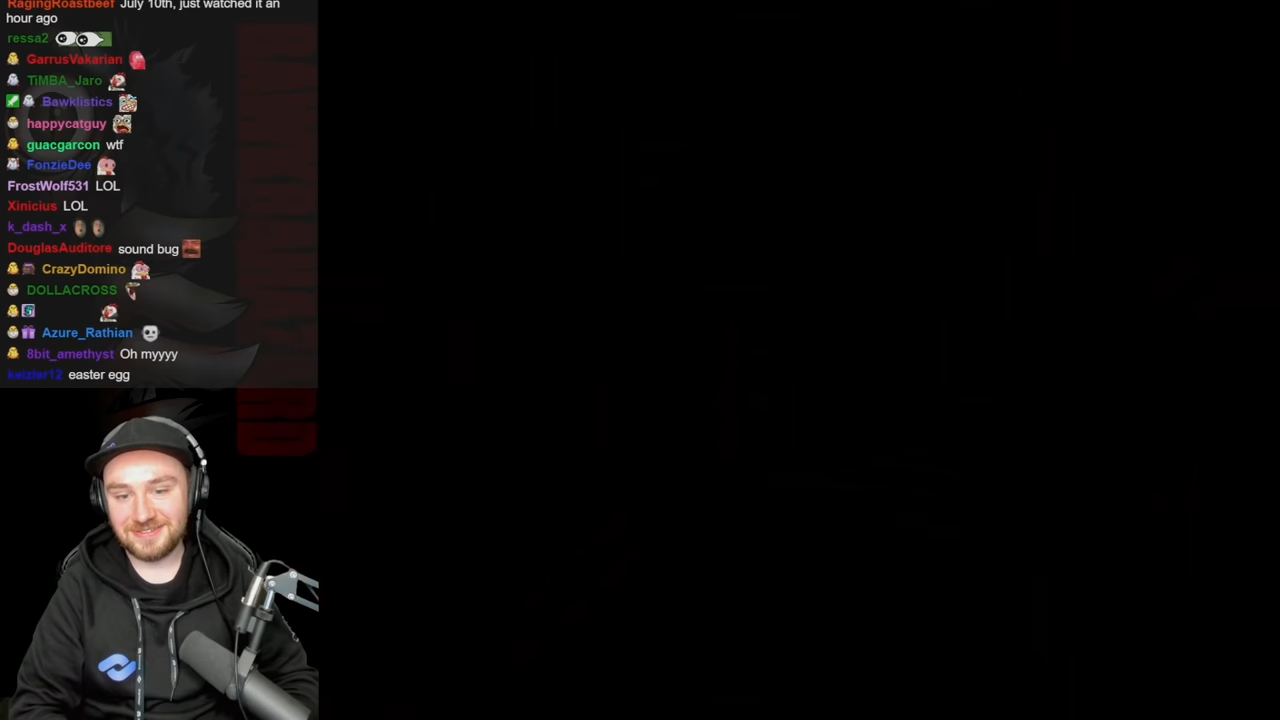 RagingRoastbeef July 10th, just watched it an
hour ago
ressa2
GarrusVakarian
TiMBA_Jaro
Bawklistics
happycatguy
guacgarcon wtf
FonzieDee
FrostWolf531 LOL
Xinicius LOL
k_dash_x
DouglasAuditore sound bug
CrazyDomino
DOLLACROSS
Azure_Rathian
8bit_amethyst Oh myyyy
keizler12 easter egg